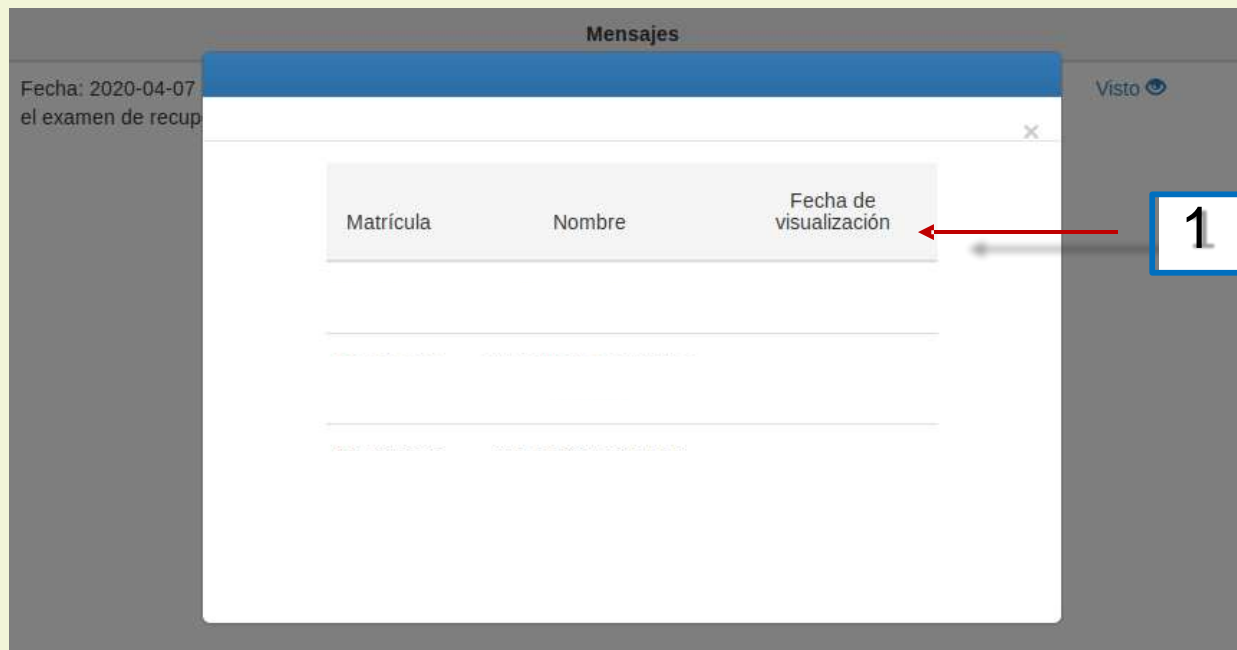 Mensajes
Fecha: 2020-04-07
Visto
el examen de recup
×
Matrícula Nombre Fecha de visualización
1